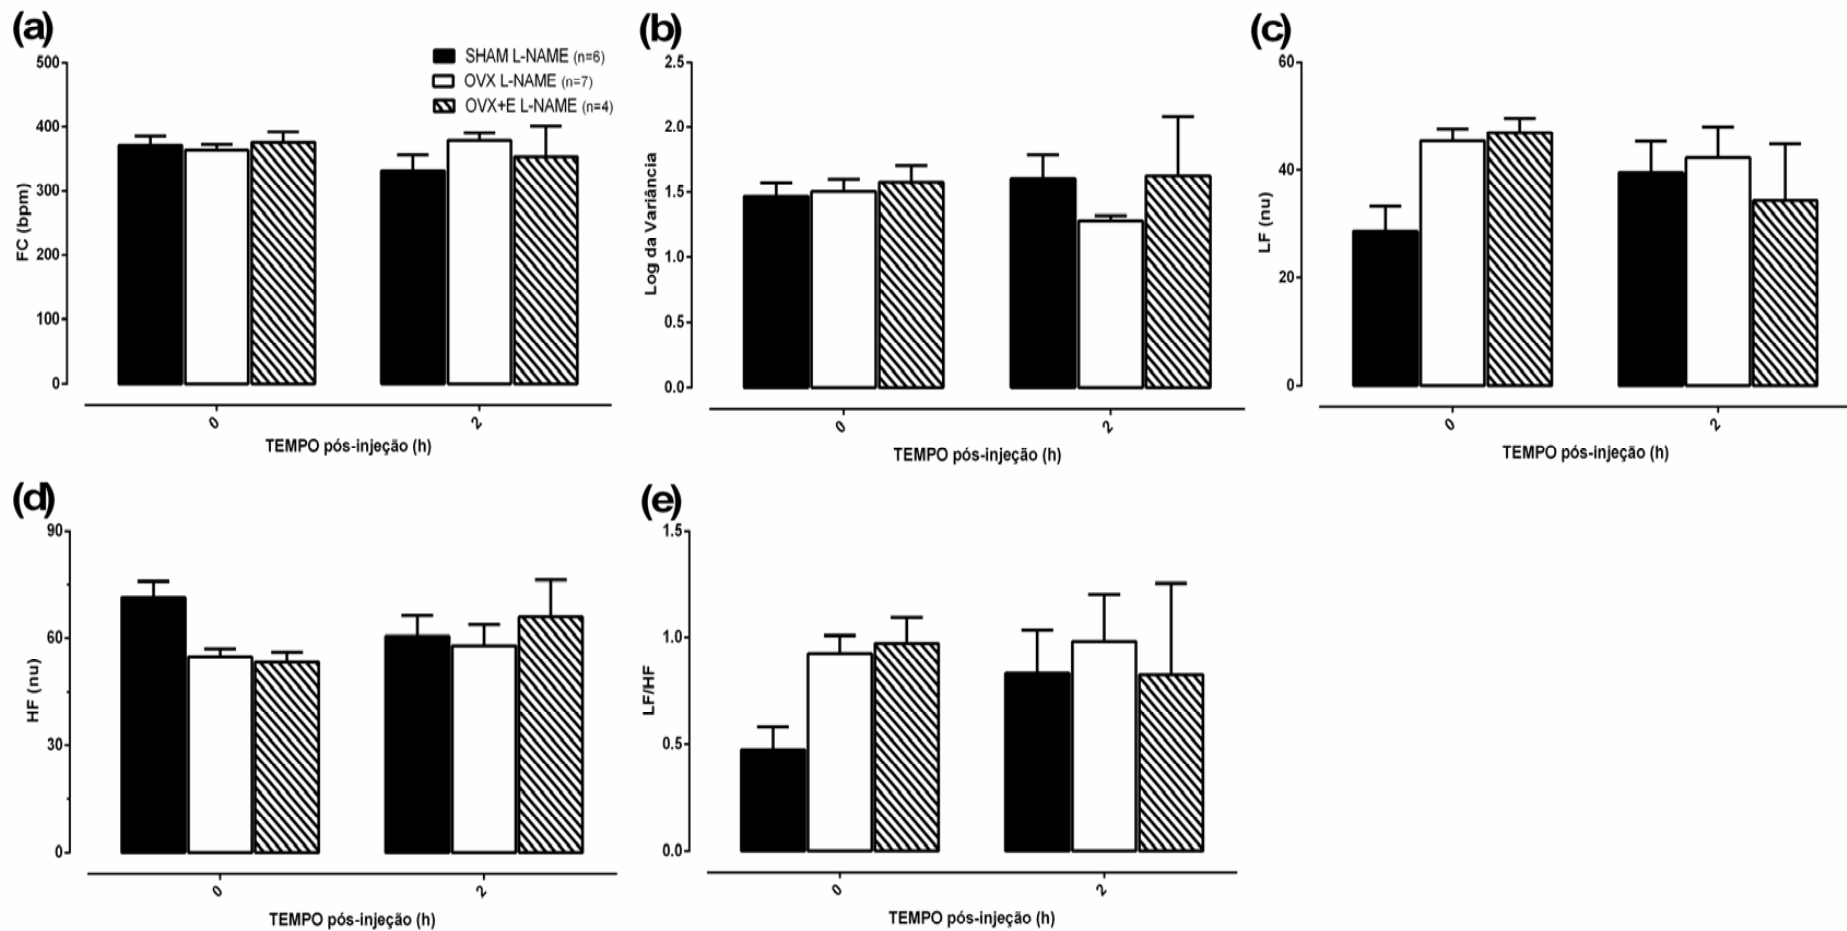 (a)
SHAM L-NAME (n=6)
OVX L-NAME (n=7)
OVX+E L-NAME (n=4)
500
400
300
200
100
0
FC (bpm)
0
2
TEMPO pós-injeção (h)
(b)
2.5
2.0
1.5
1.0
0.5
0.0
Log da Variância
0
2
TEMPO pós-injeção (h)
(c)
60
40
20
0
LF (nu)
0
2
TEMPO pós-injeção (h)
(d)
90
60
30
0
HF (nu)
0
2
TEMPO pós-injeção (h)
(e)
1.5
1.0
0.5
0.0
LF/HF
0
2
TEMPO pós-injeção (h)